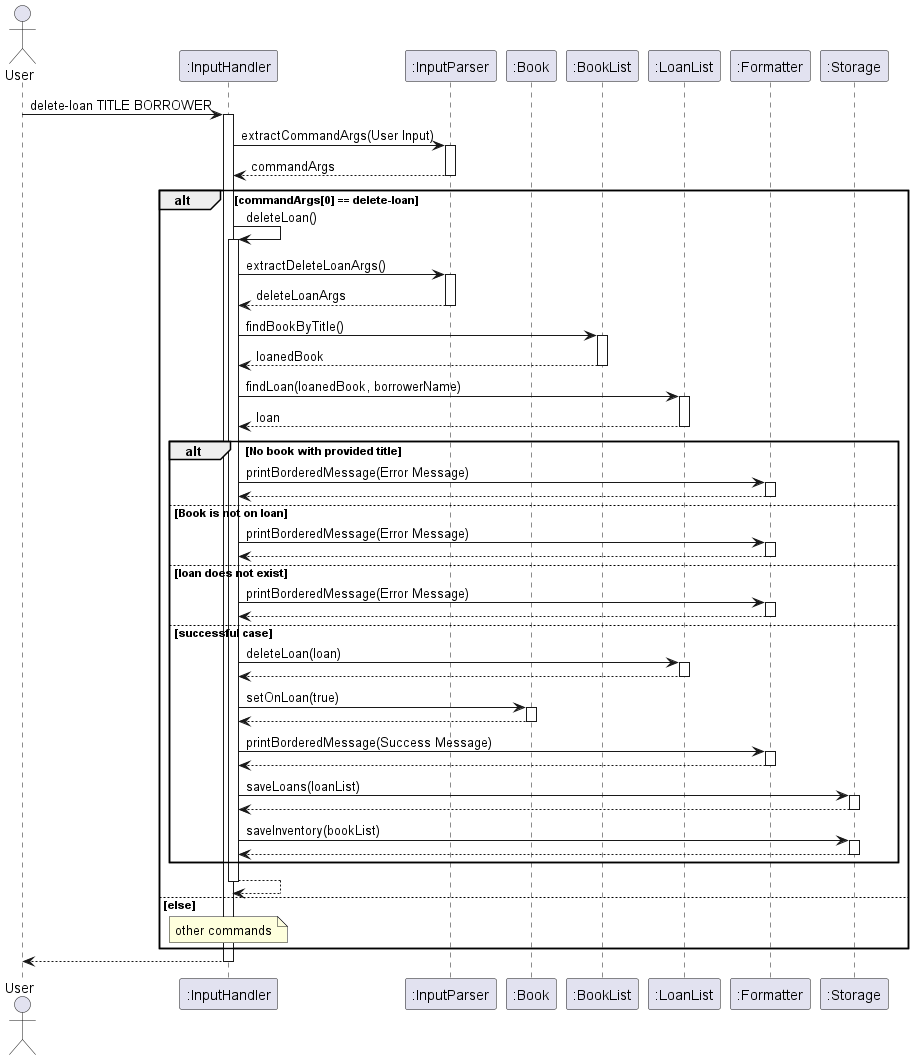 User
:InputHandler
:InputParser
:Book
:BookList
:LoanList
:Formatter
:Storage
delete-loan TITLE BORROWER
extractCommandArgs(User Input)
commandArgs
alt
[commandArgs[0] == delete-loan]
deleteLoan()
extractDeleteLoanArgs()
deleteLoanArgs
findBookByTitle()
loanedBook
findLoan(loanedBook, borrowerName)
loan
alt
[No book with provided title]
printBorderedMessage(Error Message)
[Book is not on loan]
printBorderedMessage(Error Message)
[loan does not exist]
printBorderedMessage(Error Message)
[successful case]
deleteLoan(loan)
setOnLoan(true)
printBorderedMessage(Success Message)
saveLoans(loanList)
saveInventory(bookList)
[else]
other commands
User
:InputHandler
:InputParser
:Book
:BookList
:LoanList
:Formatter
:Storage